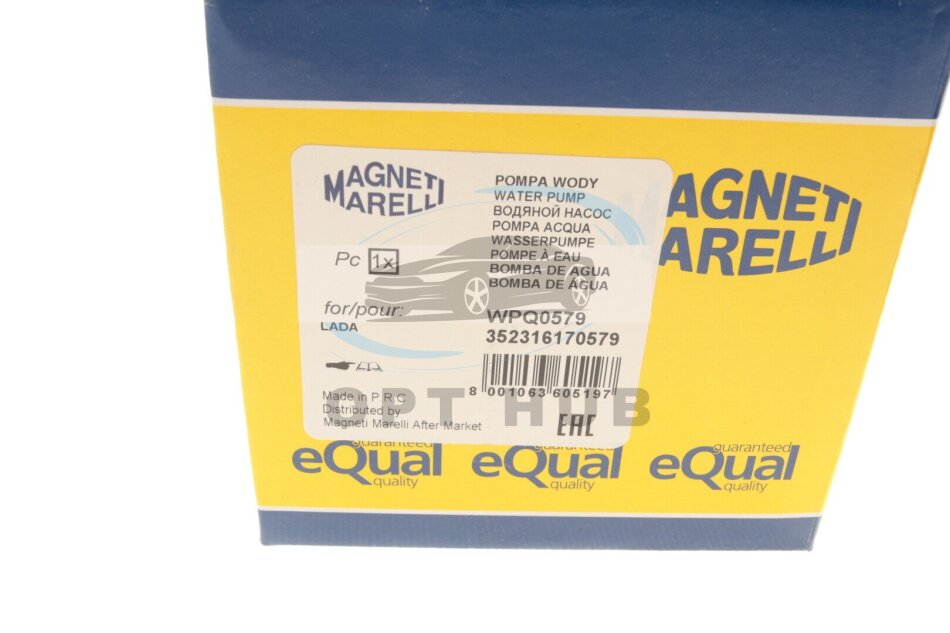 MAGNETI
MARELLI
POMPA WODY
WATER PUMP
ВОДЯНОЙ НАСОС
POMPA ACQUA
WASSERPUMPE
POMPE À EAU
BOMBA DE AGUA
BOMBA DE ÁGUA
Pc 1x
for/pour:
LADA
WPQ0579
352316170579
8 001063 605197
Made in P.R.C
Distributed by
Magneti Marelli After Market
EAC
OPT HUB
MAGNETI
MARELLI
guaranteed
eQual
quality
guaranteed
eQual
quality
guaranteed
eQual
quality